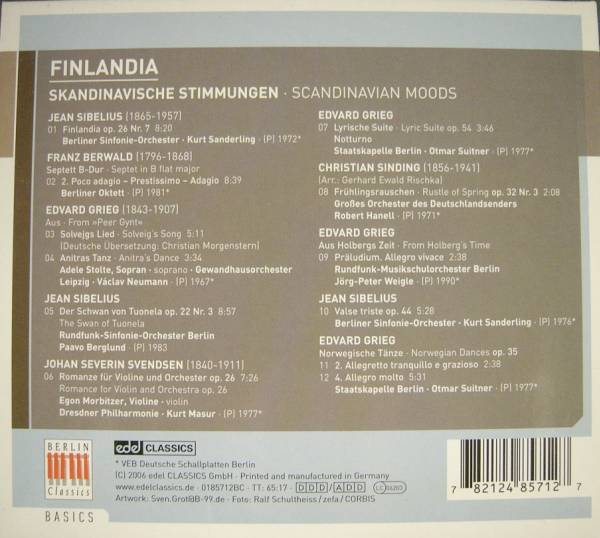 FINLANDIA
SKANDINAVISCHE STIMMUNGEN · SCANDINAVIAN MOODS
JEAN SIBELIUS (1865-1957)
01 Finlandia op. 26 Nr. 7 8:20
Berliner Sinfonie-Orchester · Kurt Sanderling · (P) 1972*
FRANZ BERWALD (1796-1868)
Septett B-Dur · Septet in B flat major
02 2. Poco adagio – Prestissimo – Adagio 8:39
Berliner Oktett · (P) 1981*
EDVARD GRIEG (1843-1907)
Aus · From »Peer Gynt«
03 Solvejgs Lied · Solveig's Song 5:11
(Deutsche Übersetzung: Christian Morgenstern)
04 Anitras Tanz · Anitra's Dance 3:34
Adele Stolte, Sopran · soprano · Gewandhausorchester
Leipzig · Václav Neumann · (P) 1967*
JEAN SIBELIUS
05 Der Schwan von Tuonela op. 22 Nr. 3 8:57
The Swan of Tuonela
Rundfunk-Sinfonie-Orchester Berlin
Paavo Berglund · (P) 1983
JOHAN SEVERIN SVENDSEN (1840-1911)
06 Romanze für Violine und Orchester op. 26 7:26
Romance for Violin and Orchestra op. 26
Egon Morbitzer, Violine · violin
Dresdner Philharmonie · Kurt Masur · (P) 1977*
EDVARD GRIEG
07 Lyrische Suite · Lyric Suite op. 54 3:46
Notturno
Staatskapelle Berlin · Otmar Suitner · (P) 1977*
CHRISTIAN SINDING (1856-1941)
(Arr.: Gerhard Ewald Rischka)
08 Frühlingsrauschen · Rustle of Spring op. 32 Nr. 3 2:08
Großes Orchester des Deutschlandsenders
Robert Hanell · (P) 1971*
EDVARD GRIEG
Aus Holbergs Zeit · From Holberg's Time
09 Präludium. Allegro vivace 2:38
Rundfunk-Musikschulorchester Berlin
Jörg-Peter Weigle · (P) 1990*
JEAN SIBELIUS
10 Valse triste op. 44 5:28
Berliner Sinfonie-Orchester · Kurt Sanderling · (P) 1976*
EDVARD GRIEG
Norwegische Tänze · Norwegian Dances op. 35
11 2. Allegretto tranquillo e grazioso 2:38
12 4. Allegro molto 5:31
Staatskapelle Berlin · Otmar Suitner · (P) 1977*
BERLIN
Classics
BASICS
edel CLASSICS
* VEB Deutsche Schallplatten Berlin
(C) 2006 edel CLASSICS GmbH · Printed and manufactured in Germany
www.edelclassics.de · 0185712BC · TT: 65:17 · DDD/ADD LC 06203
Artwork: Sven.Grot@B-99.de · Foto: Ralf Schultheiss/zefa/CORBIS
7 82124 85712 7